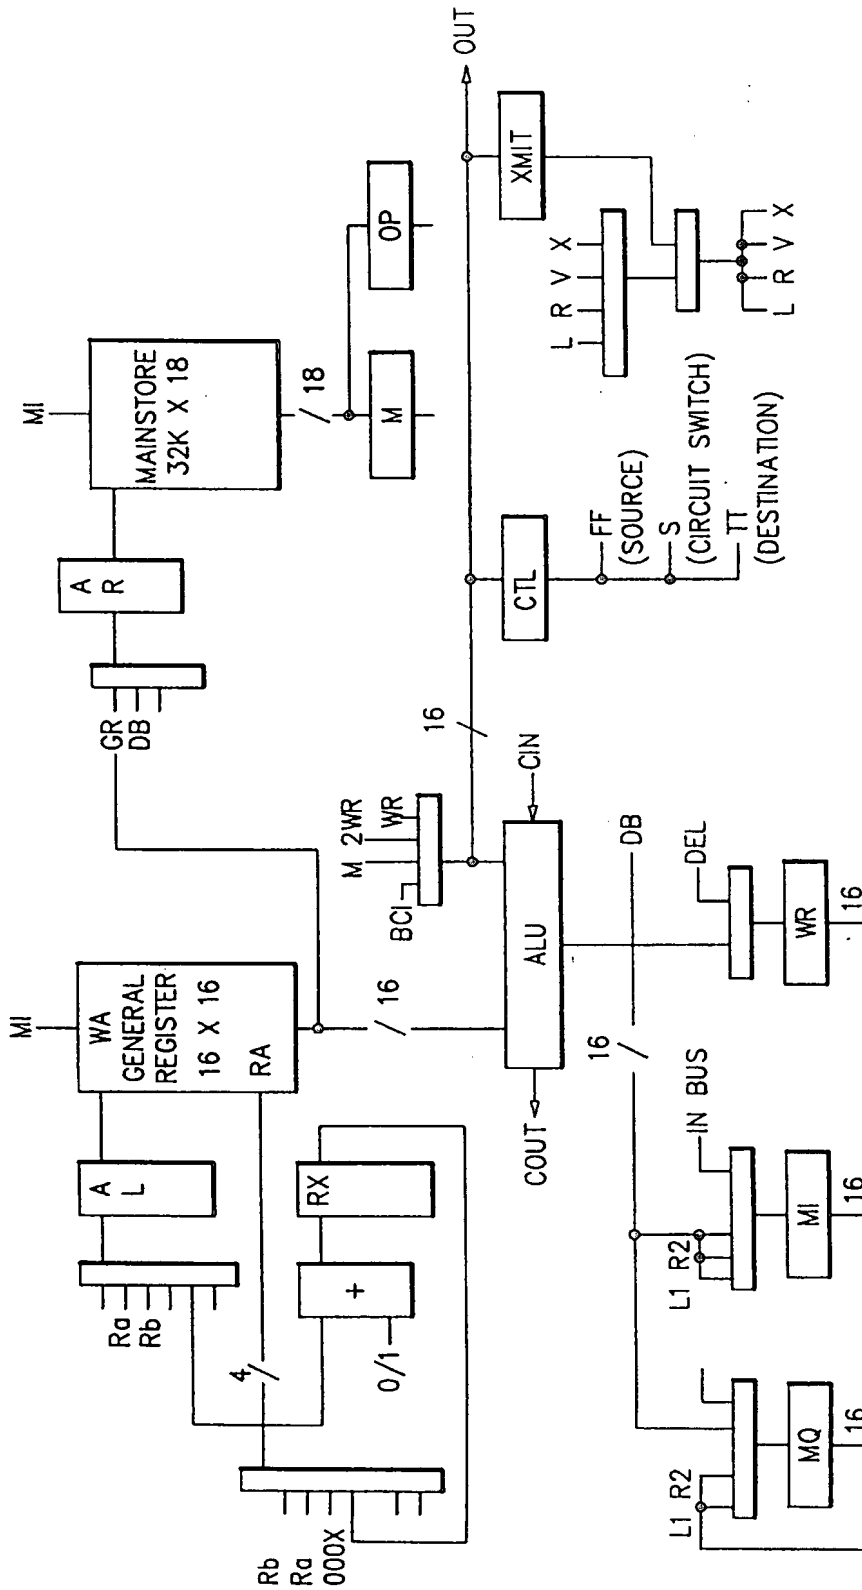 MI
MAINSTORE
32K X 18
18
A
R
GR
DB
M
OP
MI
WA
GENERAL
REGISTER
16 X 16
RA
A
L
Ra
Rb
RX
+
0/1
4
Rb
Ra
000X
16
BCI
M
2WR
WR
16
OUT
XMIT
L R V X
L R V X
CTL
FF
(SOURCE)
S
(CIRCUIT SWITCH)
TT
(DESTINATION)
CIN
ALU
COUT
DB
16
DEL
WR
16
IN BUS
L1 R2
MI
16
L1 R2
MQ
16